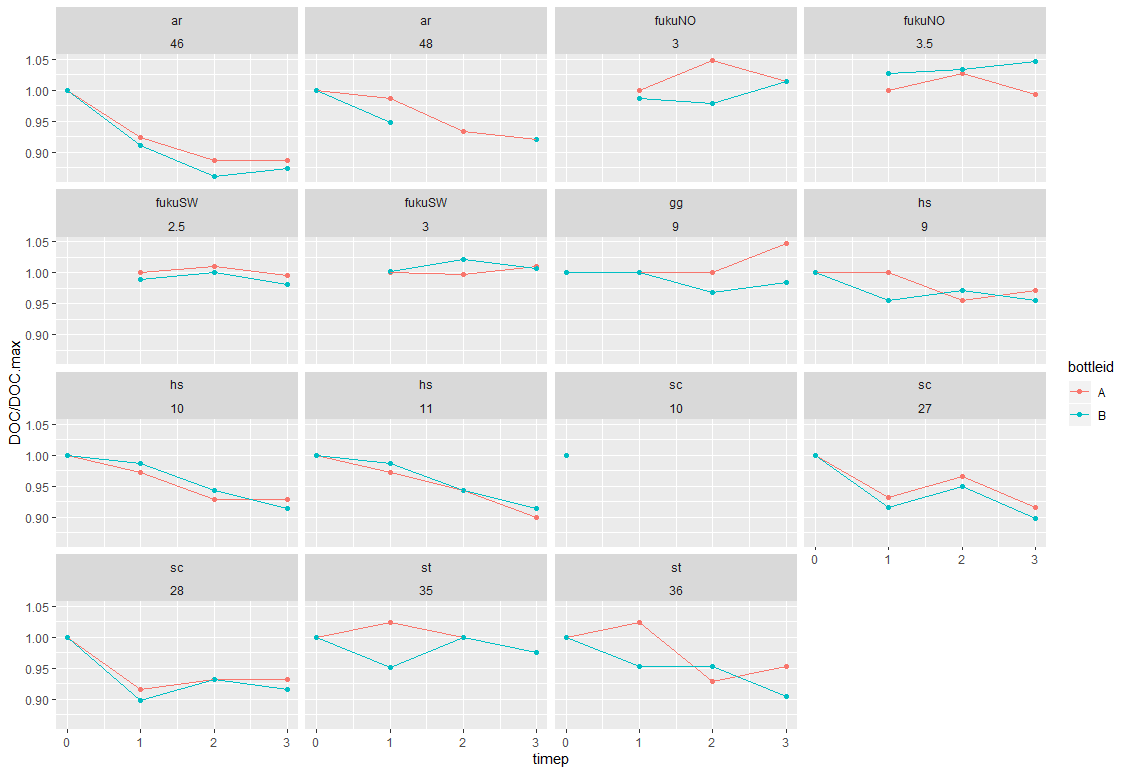 ar
ar
fukuNO
fukuNO
46
48
3
3.5
1.05
1.00
0.95
0.90
fukuSW
fukuSW
gg
hs
2.5
3
9
9
1.05
1.00
0.95
0.90
DOC/DOC.max
bottleid
A
B
hs
hs
sc
sc
10
11
10
27
1.05
1.00
0.95
0.90
0
1
2
3
sc
st
st
28
35
36
1.05
1.00
0.95
0.90
0
1
2
3
0
1
2
3
0
1
2
3
timep